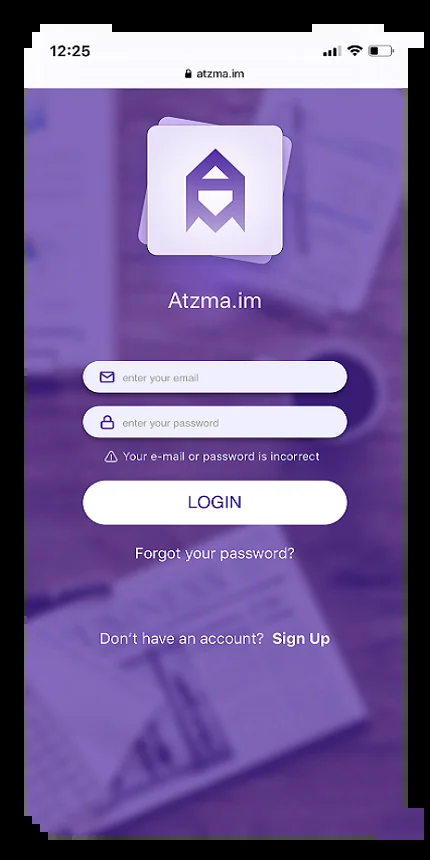 12:25
atzma.im
Atzma.im
enter your email
enter your password
Your e-mail or password is incorrect
LOGIN
Forgot your password?
Don't have an account? Sign Up